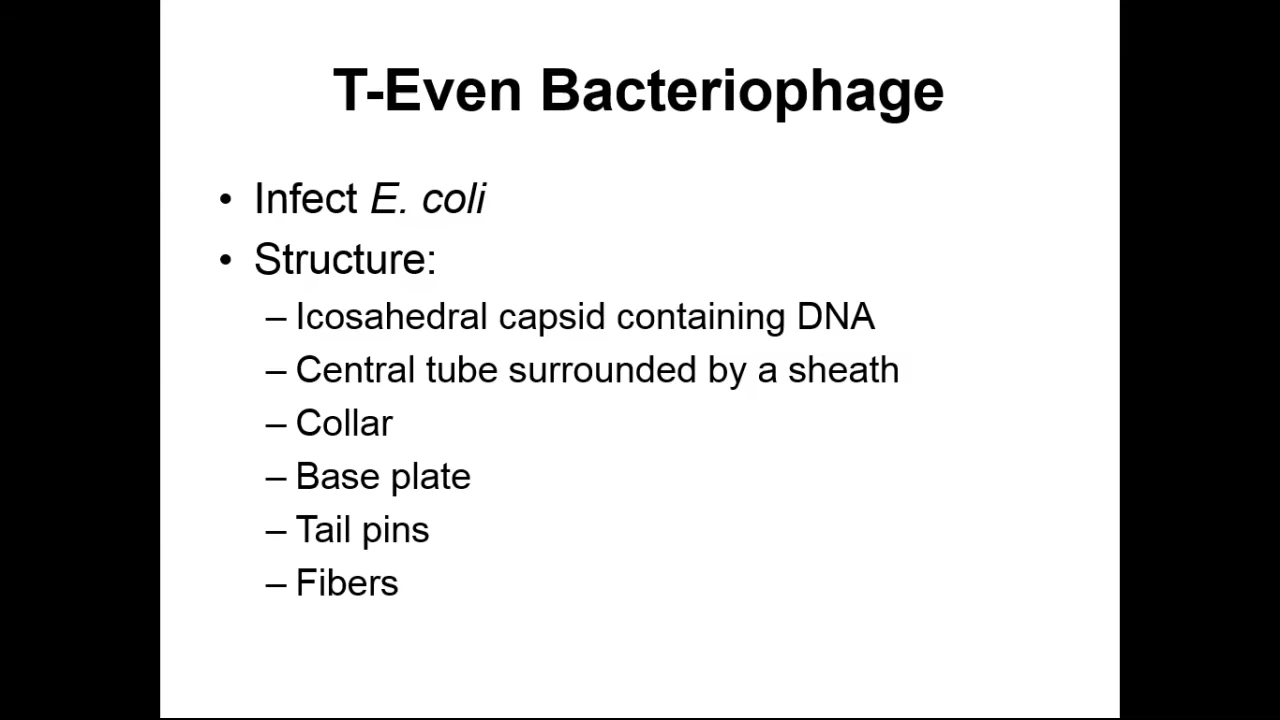 T-Even Bacteriophage
• Infect E. coli
• Structure:
– Icosahedral capsid containing DNA
– Central tube surrounded by a sheath
– Collar
– Base plate
– Tail pins
– Fibers